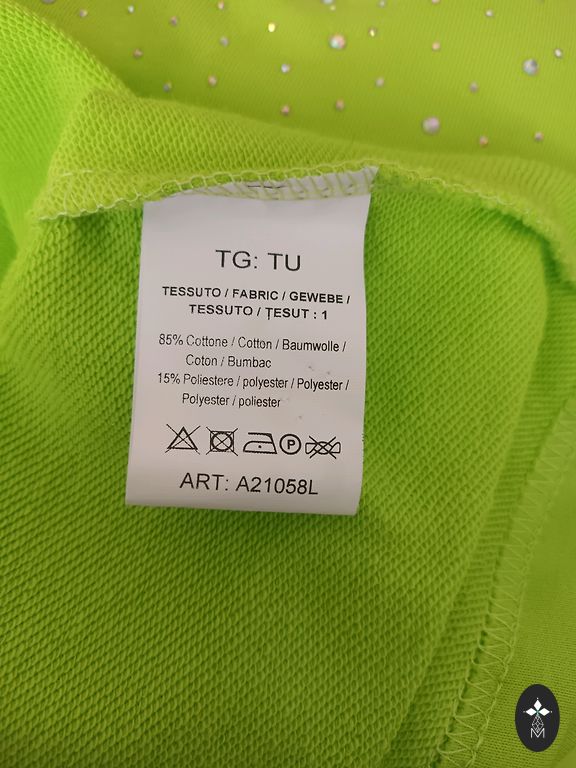 TG: TU
TESSUTO / FABRIC / GEWEBE /
TESSUTO / ȚESUT : 1
85% Cottone / Cotton / Baumwolle /
Coton / Bumbac
15% Poliestere / polyester / Polyester /
Polyester / poliester
P
ART: A21058L
M